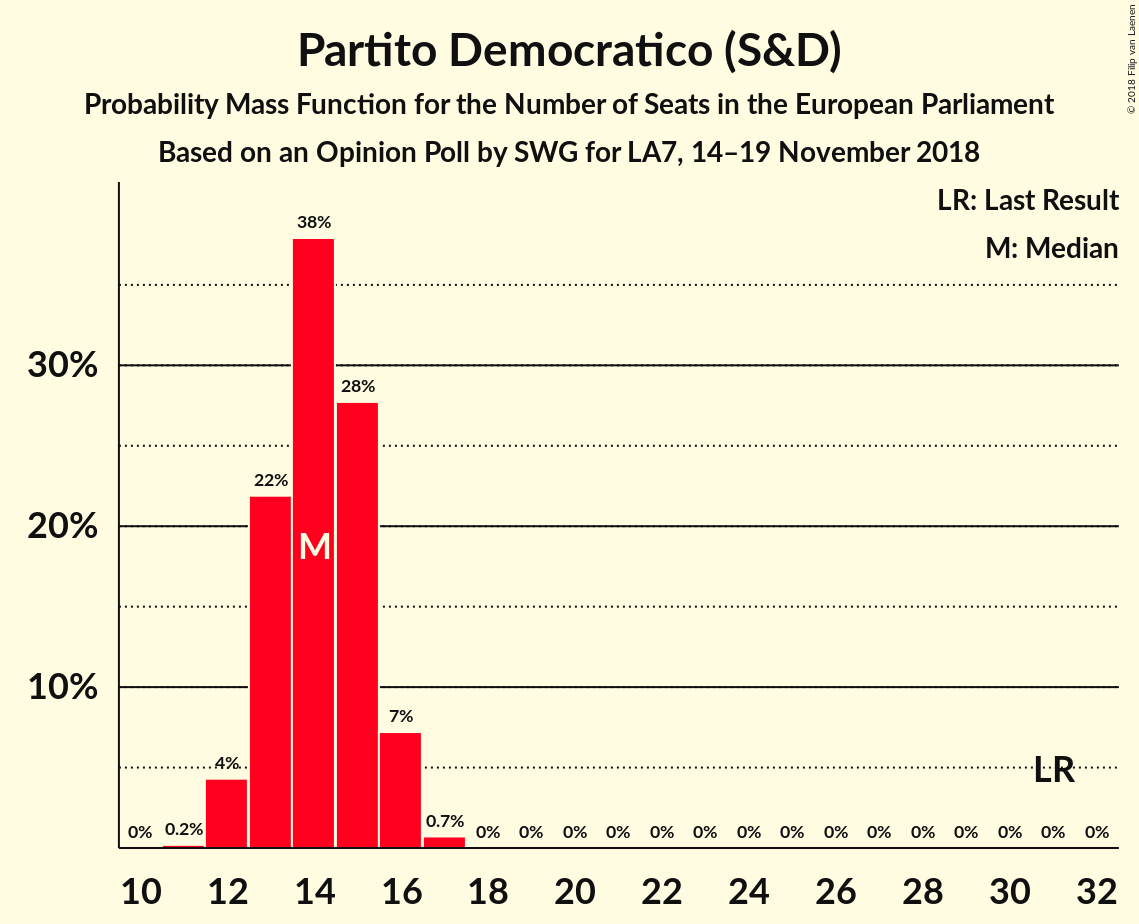 Partito Democratico (S&D)
Probability Mass Function for the Number of Seats in the European Parliament
Based on an Opinion Poll by SWG for LA7, 14–19 November 2018
© 2018 Filip van Laenen
LR: Last Result
M: Median
38%
30%
28%
22%
20%
M
10%
7%
4%
LR
0% 0.2% 0.7% 0% 0% 0% 0% 0% 0% 0% 0% 0% 0% 0% 0% 0% 0% 0%
10 12 14 16 18 20 22 24 26 28 30 32